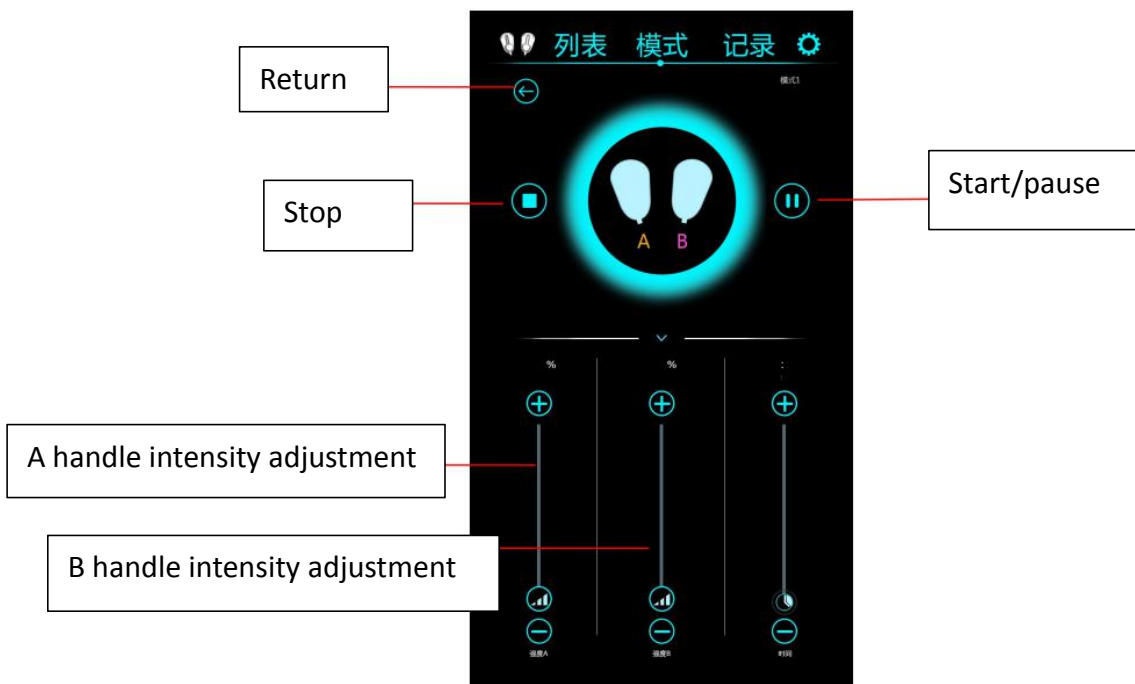 列表 模式 记录
Return
模式1
Stop
Start/pause
A B
% % :
A handle intensity adjustment
B handle intensity adjustment
强度A 强度B 时间